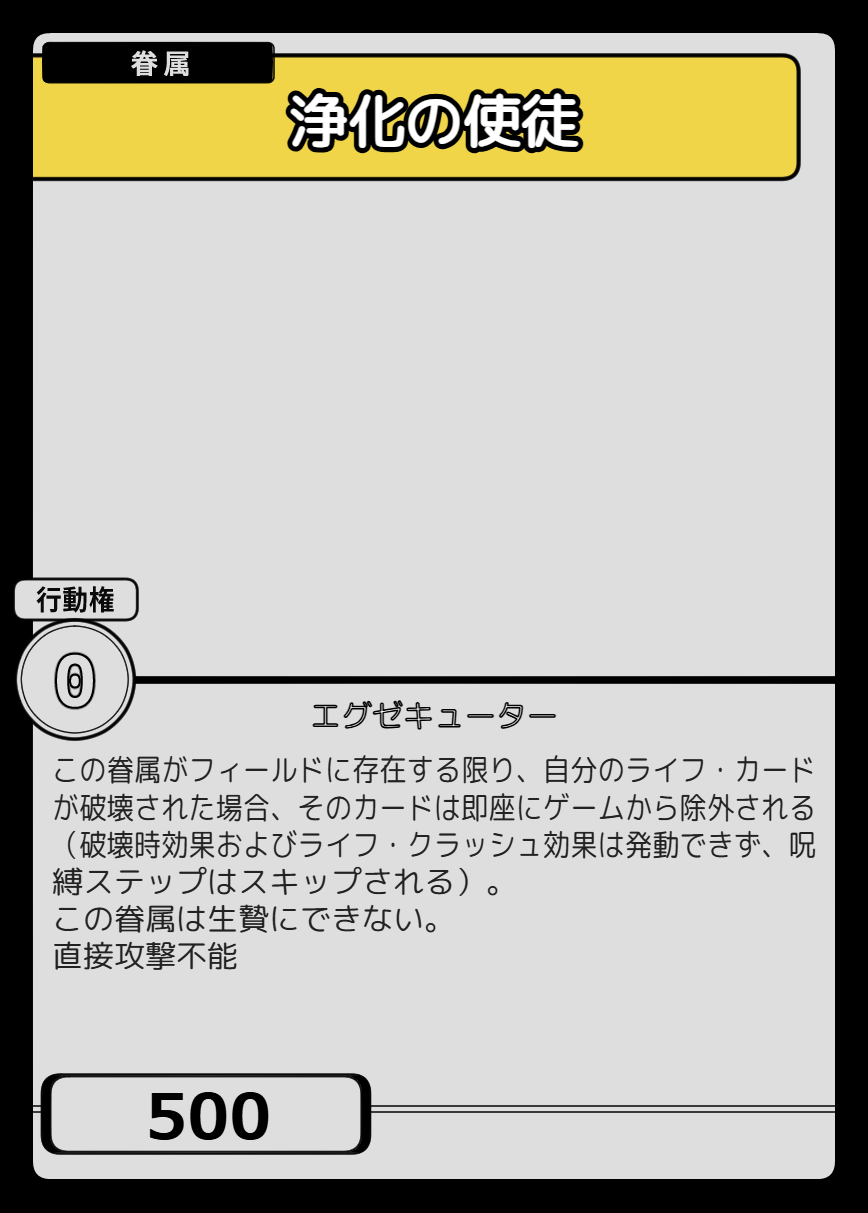 眷属
浄化の使徒
行動権
0
エグゼキューター
この眷属がフィールドに存在する限り、自分のライフ・カード
が破壊された場合、そのカードは即座にゲームから除外される
（破壊時効果およびライフ・クラッシュ効果は発動できず、呪
縛ステップはスキップされる）。
この眷属は生贄にできない。
直接攻撃不能
500